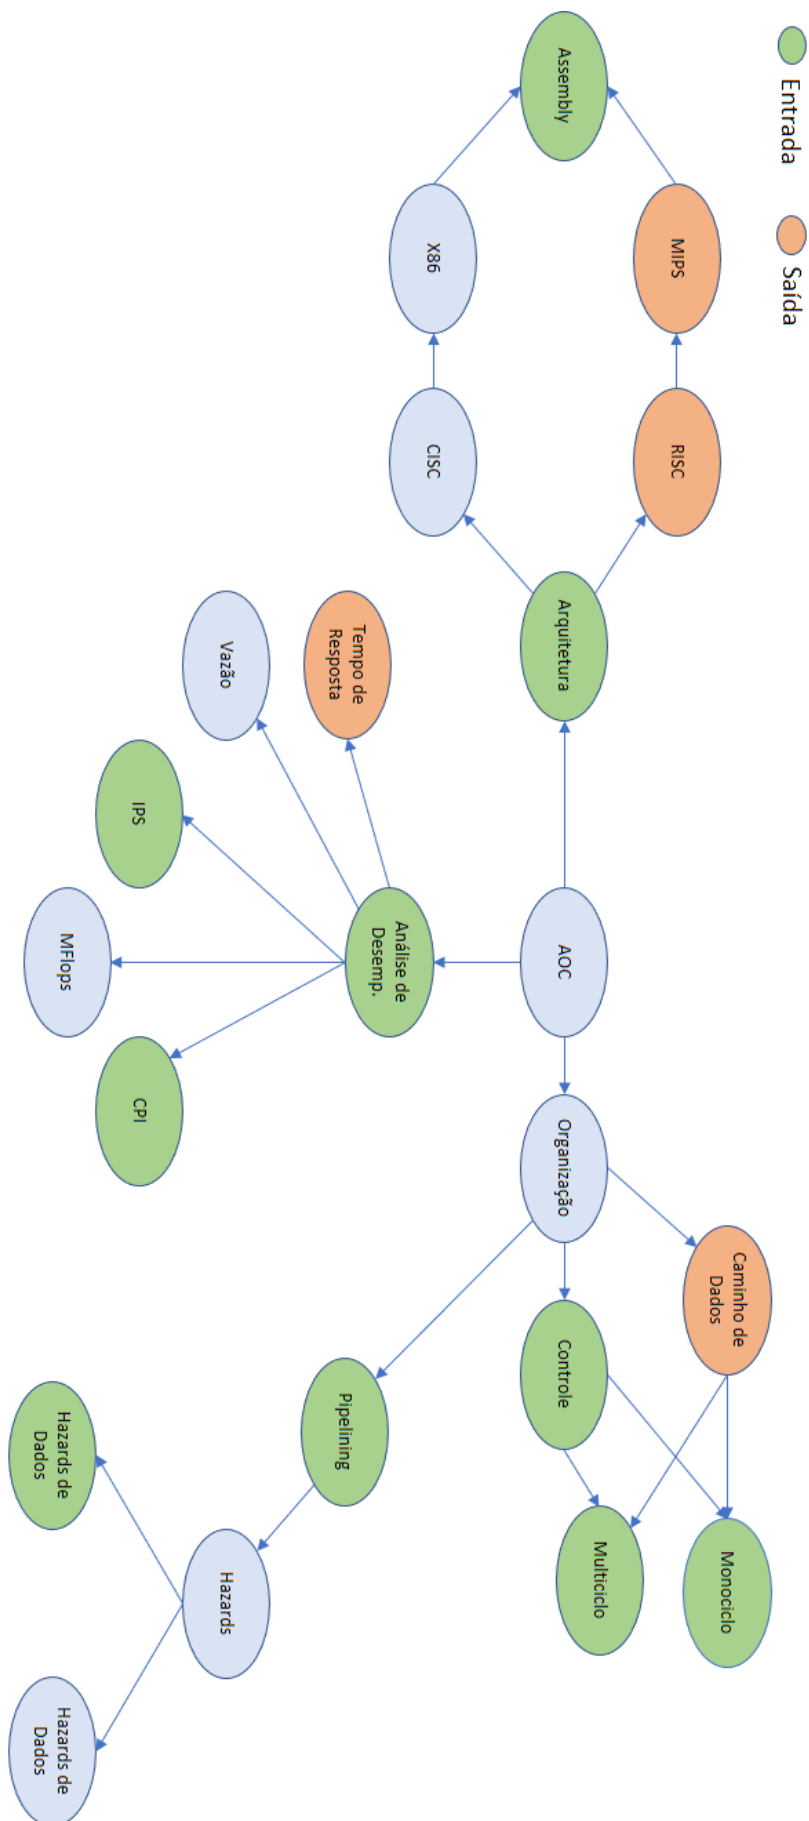 Entrada
Saída
Caminho de
Dados
Monociclo
MIPS
RISC
Multiciclo
Assembly
Arquitetura
AOC
Organização
Controle
X86
CISC
Análise de
Desemp.
Tempo de
Resposta
Pipelining
Vazão
Hazards
IPS
CPI
MFlops
Hazards de
Dados
Hazards de
Dados